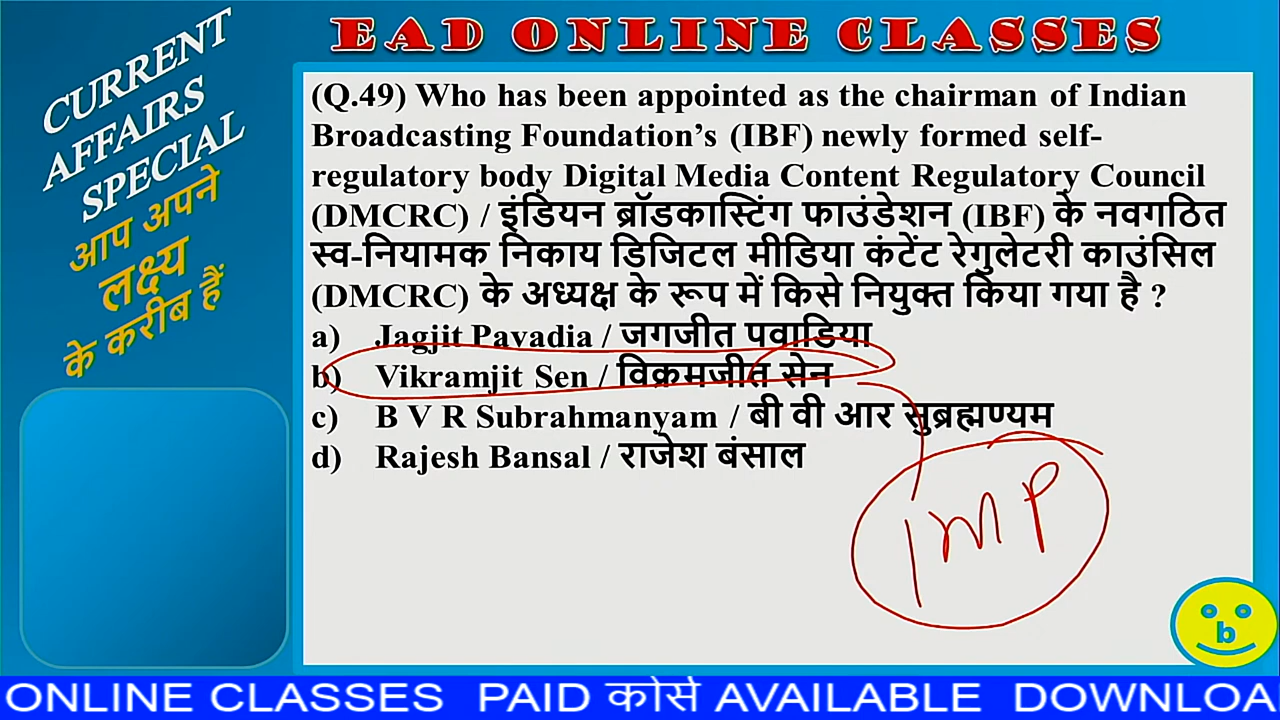 EAD ONLINE CLASSES
CURRENT
AFFAIRS
SPECIAL
आप अपने
लक्ष्य
के करीब हैं
(Q.49) Who has been appointed as the chairman of Indian
Broadcasting Foundation’s (IBF) newly formed self-
regulatory body Digital Media Content Regulatory Council
(DMCRC) / इंडियन ब्रॉडकास्टिंग फाउंडेशन (IBF) के नवगठित
स्व-नियामक निकाय डिजिटल मीडिया कंटेंट रेगुलेटरी काउंसिल
(DMCRC) के अध्यक्ष के रूप में किसे नियुक्त किया गया है ?
a) Jagjit Pavadia / जगजीत पवाडिया
b) Vikramjit Sen / विक्रमजीत सेन
c) B V R Subrahmanyam / बी वी आर सुब्रह्मण्यम
d) Rajesh Bansal / राजेश बंसाल
IMP
b
ONLINE CLASSES PAID कोर्स AVAILABLE DOWNLOA